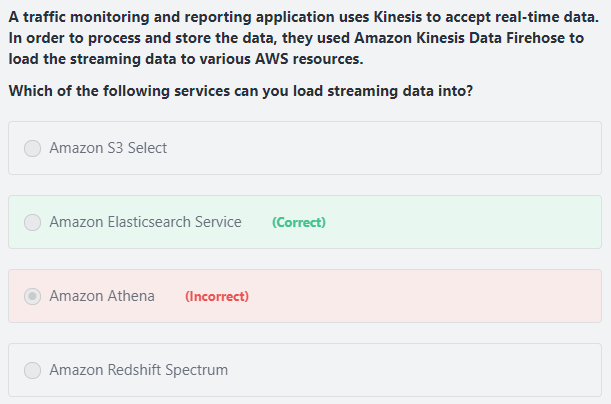 A traffic monitoring and reporting application uses Kinesis to accept real-time data.
In order to process and store the data, they used Amazon Kinesis Data Firehose to
load the streaming data to various AWS resources.
Which of the following services can you load streaming data into?
Amazon S3 Select
Amazon Elasticsearch Service (Correct)
Amazon Athena (Incorrect)
Amazon Redshift Spectrum